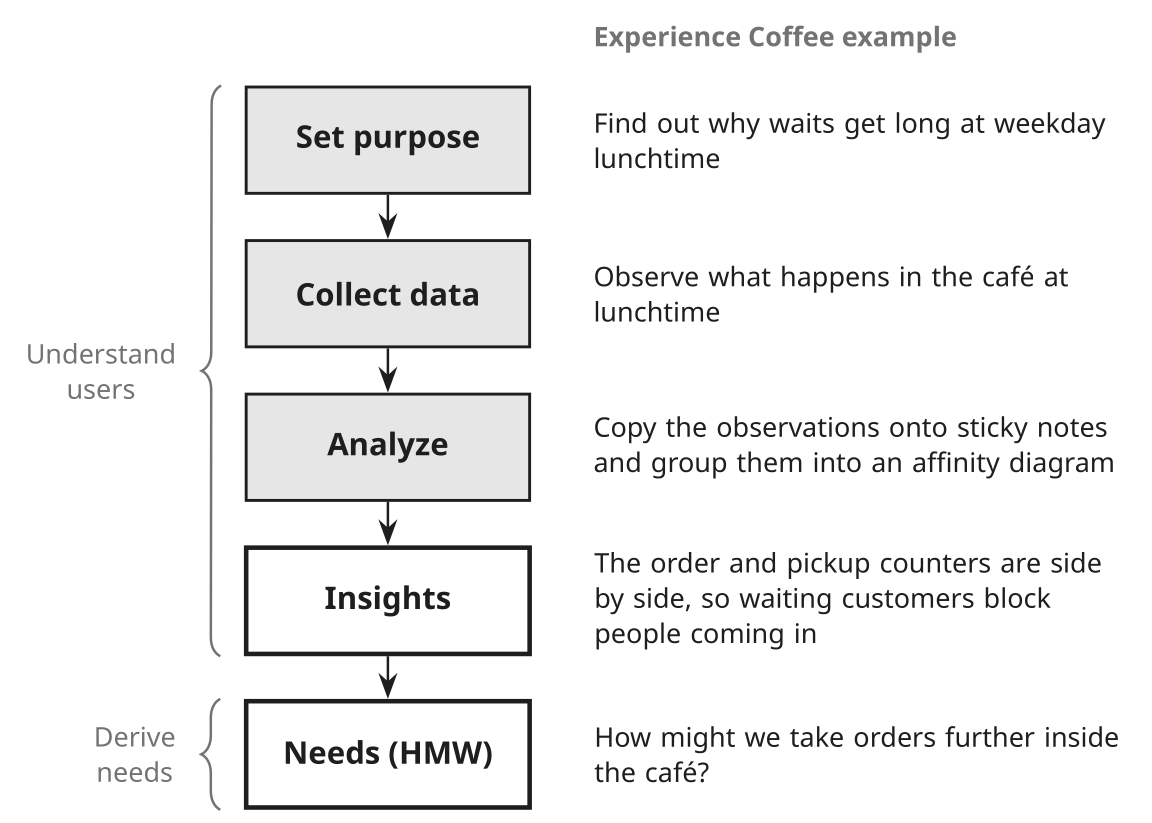 Experience Coffee example
Set purpose
Find out why waits get long at weekday
lunchtime
Collect data
Observe what happens in the café at
lunchtime
Understand
users
Analyze
Copy the observations onto sticky notes
and group them into an affinity diagram
Insights
The order and pickup counters are side
by side, so waiting customers block
people coming in
Derive
needs
Needs (HMW)
How might we take orders further inside
the café?